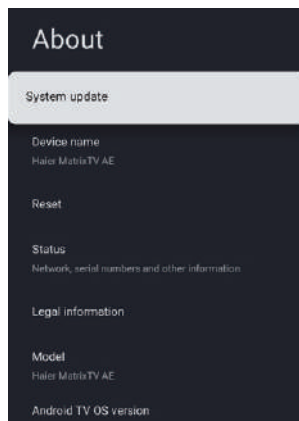 About
System update
Device name
Haier MatrixTV AE
Reset
Status
Network, serial numbers and other information
Legal information
Model
Haier MatrixTV AE
Android TV OS version